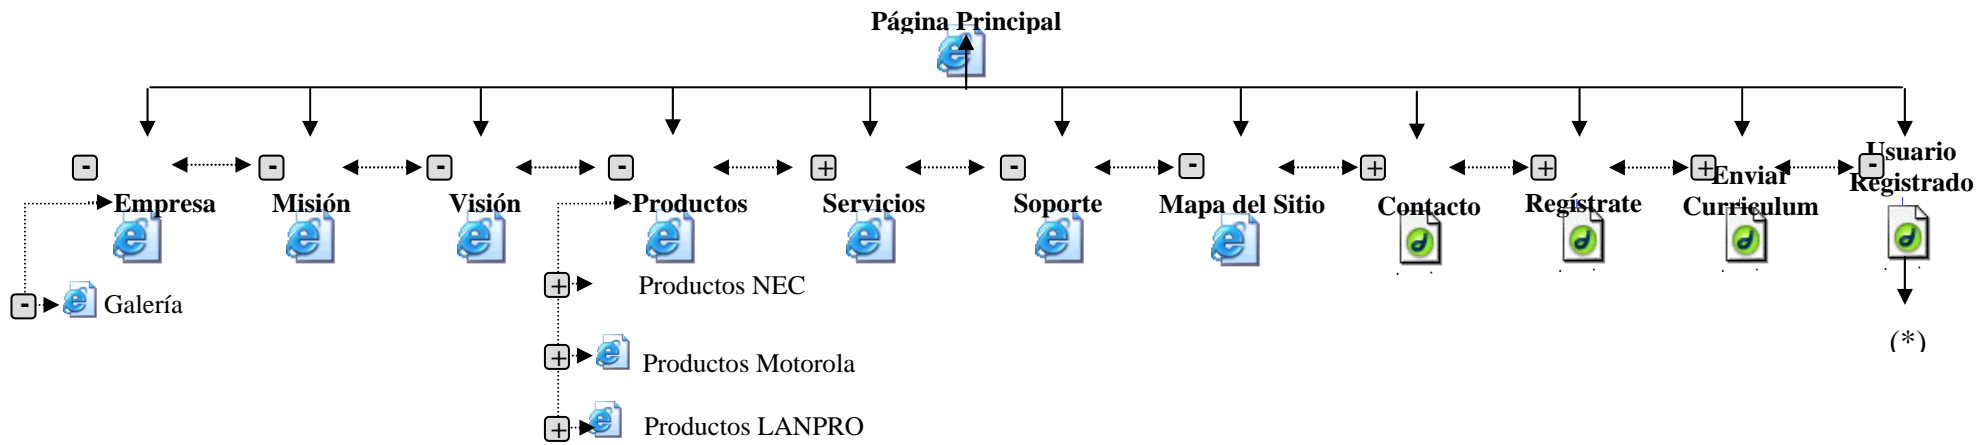 Página Principal
- - - - + - - + + + -
Empresa Misión Visión Productos Servicios Soporte Mapa del Sitio Contacto Regístrate Enviar Curriculum Usuario Registrado
- Galería
+ Productos NEC
+ Productos Motorola
+ Productos LANPRO
(*)